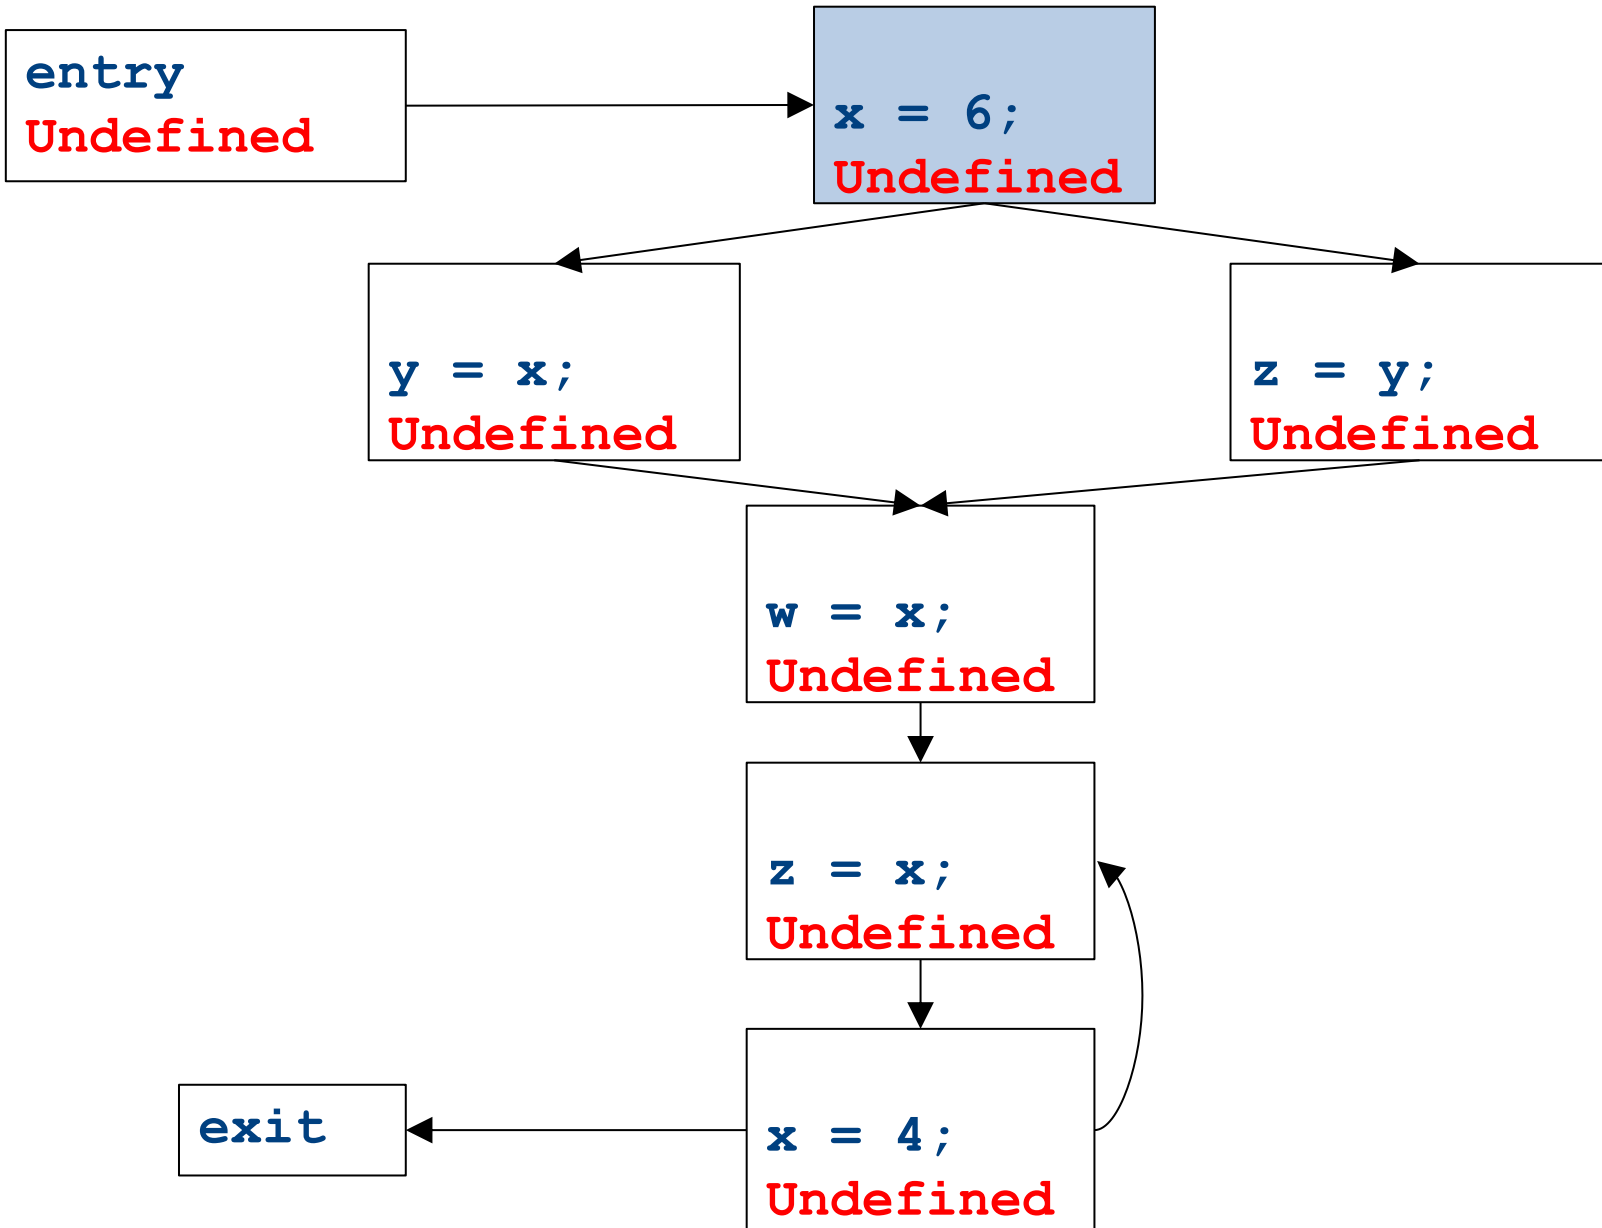 entry
Undefined
x = 6;
Undefined
y = x;
Undefined
z = y;
Undefined
w = x;
Undefined
z = x;
Undefined
exit
x = 4;
Undefined